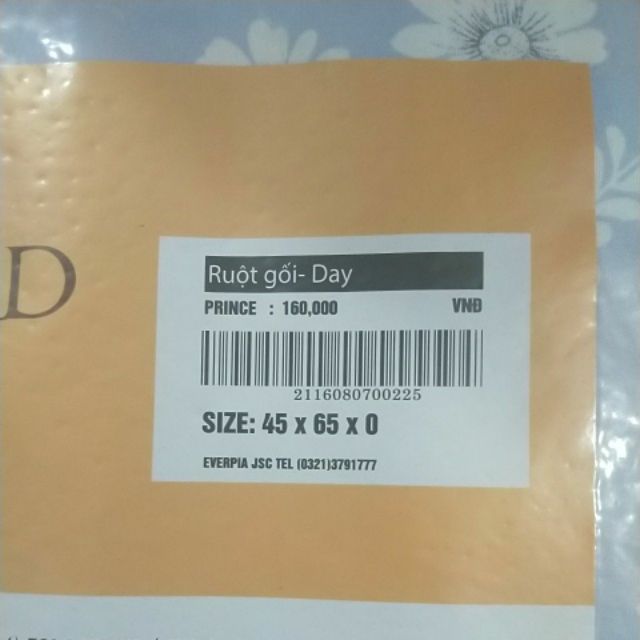 D
Ruột gối- Day
PRINCE : 160,000 VNĐ
2116080700225
SIZE: 45 x 65 x 0
EVERPIA JSC TEL (0321)3791777